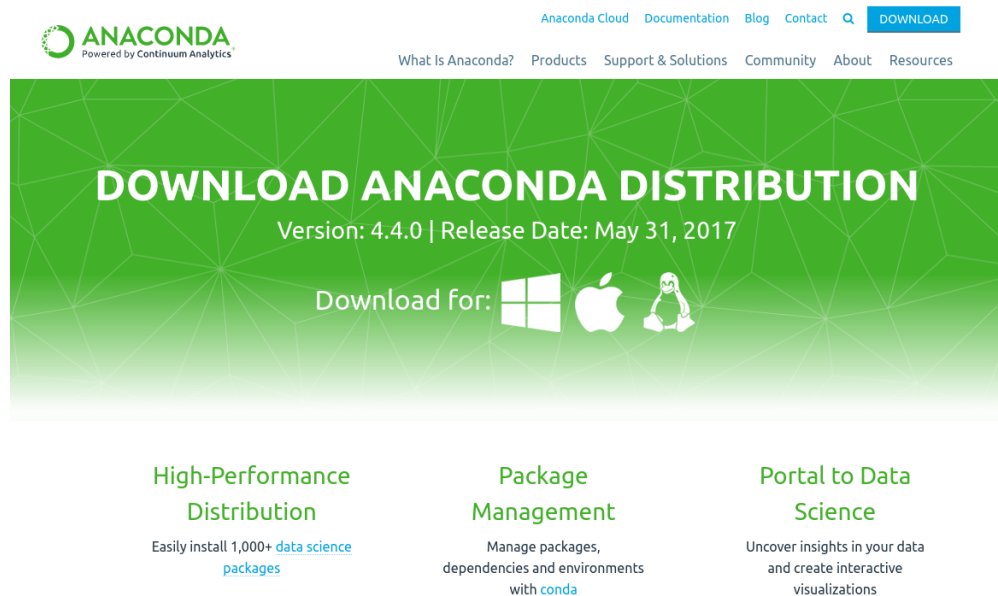 Anaconda Cloud Documentation Blog Contact DOWNLOAD
ANACONDA
Powered by Continuum Analytics
What Is Anaconda? Products Support & Solutions Community About Resources
DOWNLOAD ANACONDA DISTRIBUTION
Version: 4.4.0 | Release Date: May 31, 2017
Download for:
High-Performance
Distribution
Easily install 1,000+ data science
packages
Package
Management
Manage packages,
dependencies and environments
with conda
Portal to Data
Science
Uncover insights in your data
and create interactive
visualizations